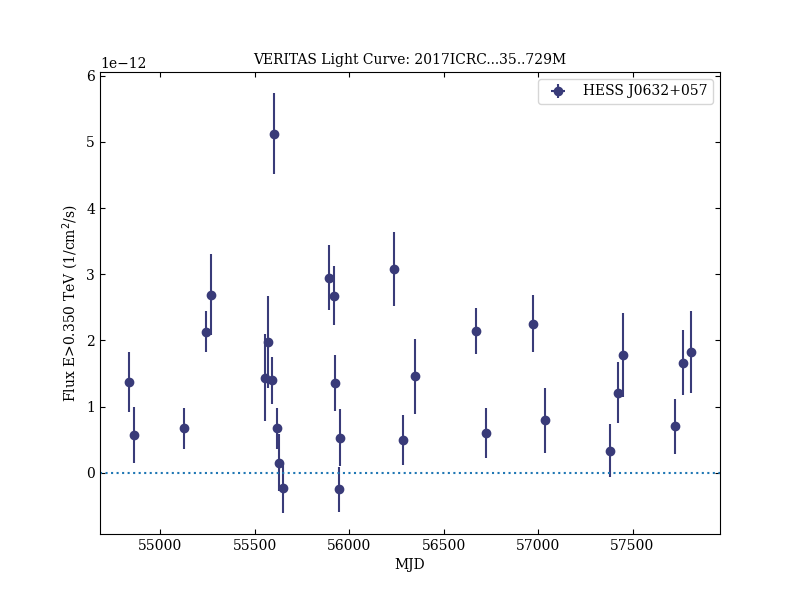 VERITAS Light Curve: 2017ICRC...35..729M
1e−12
HESS J0632+057
6
5
4
3
2
1
0
Flux E>0.350 TeV (1/cm²/s)
55000 55500 56000 56500 57000 57500
MJD